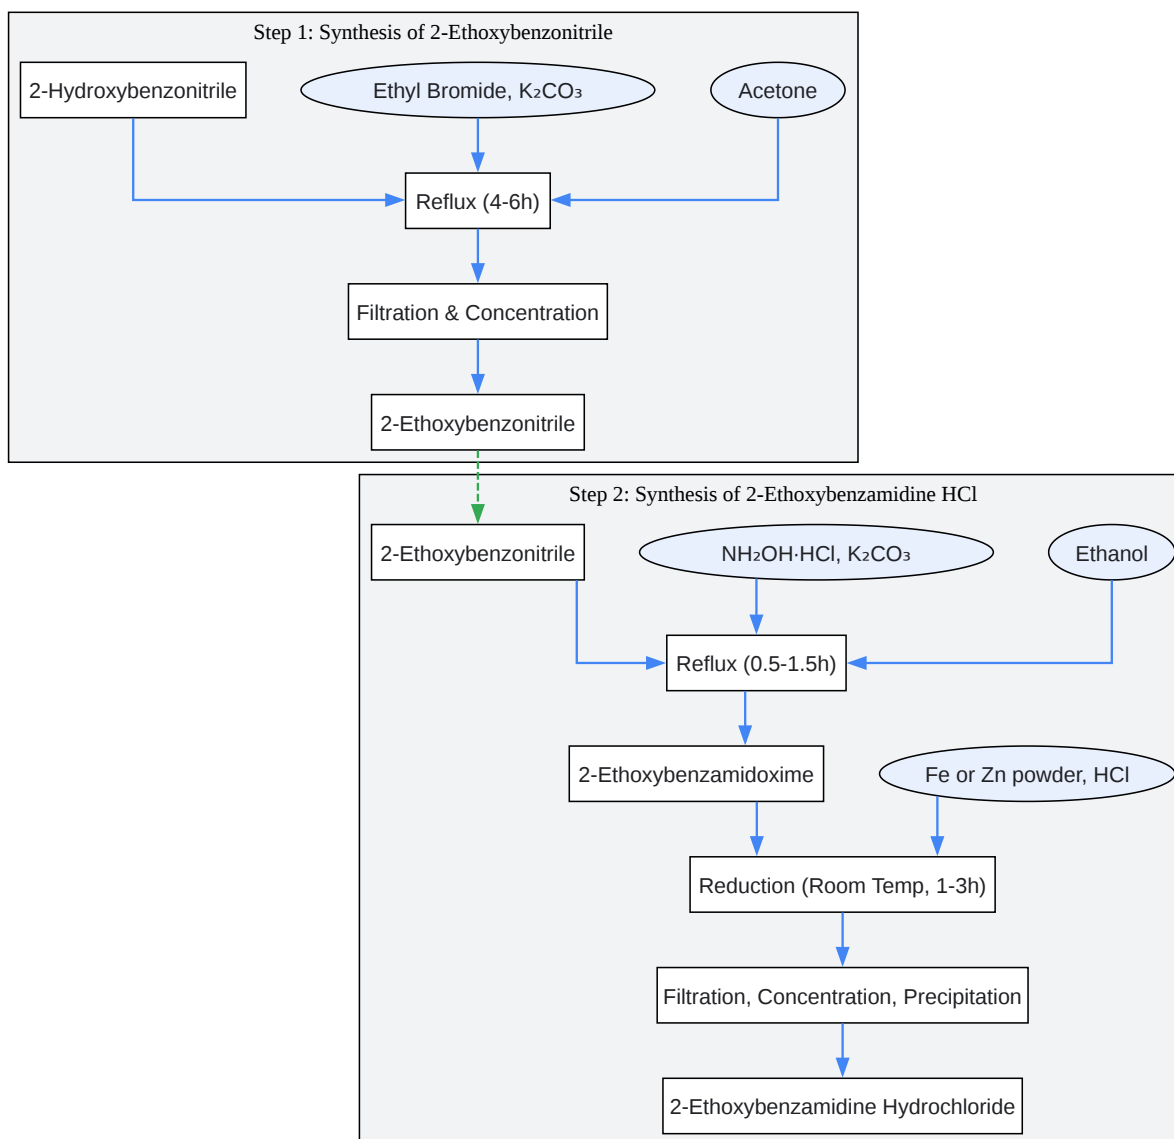 Step 1: Synthesis of 2-Ethoxybenzonitrile
2-Hydroxybenzonitrile
Ethyl Bromide, K₂CO₃
Acetone
Reflux (4-6h)
Filtration & Concentration
2-Ethoxybenzonitrile
Step 2: Synthesis of 2-Ethoxybenzamidine HCl
2-Ethoxybenzonitrile
NH₂OH·HCl, K₂CO₃
Ethanol
Reflux (0.5-1.5h)
2-Ethoxybenzamidoxime
Fe or Zn powder, HCl
Reduction (Room Temp, 1-3h)
Filtration, Concentration, Precipitation
2-Ethoxybenzamidine Hydrochloride